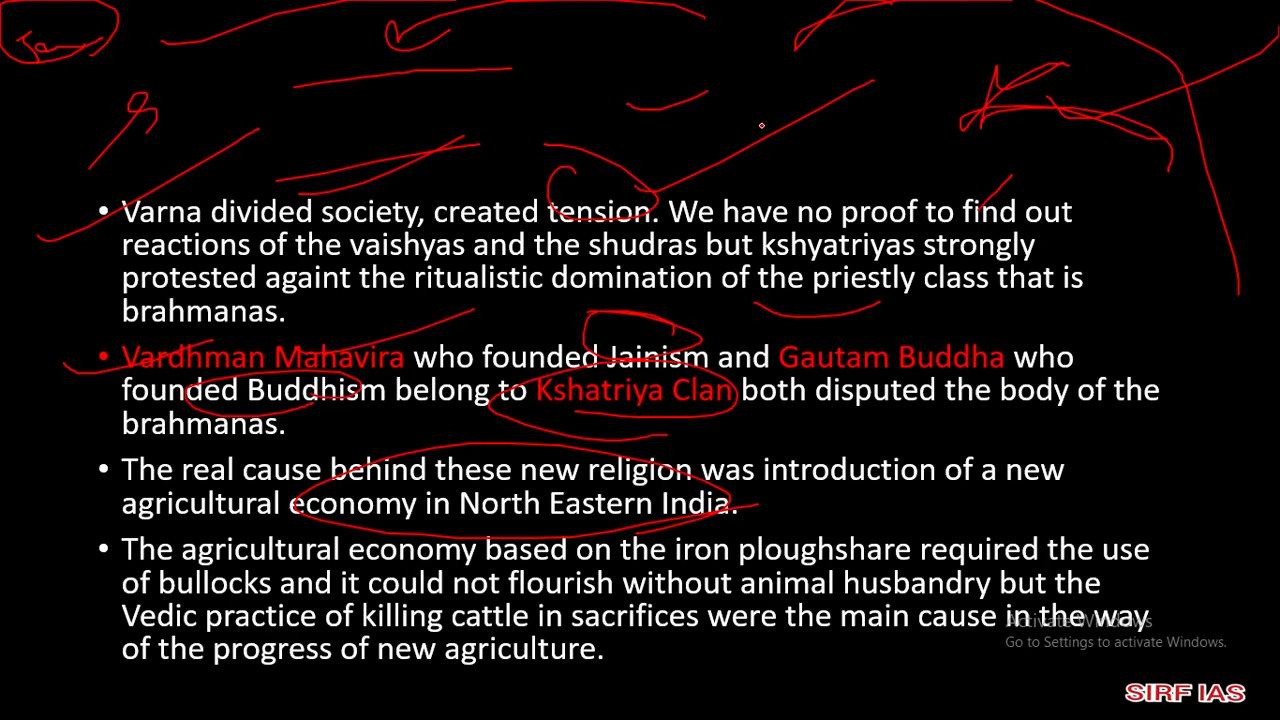 • Varna divided society, created tension. We have no proof to find out
reactions of the vaishyas and the shudras but kshyatriyas strongly
protested againt the ritualistic domination of the priestly class that is
brahmanas.
• Vardhman Mahavira who founded Jainism and Gautam Buddha who
founded Buddhism belong to Kshatriya Clan both disputed the body of the
brahmanas.
• The real cause behind these new religion was introduction of a new
agricultural economy in North Eastern India.
• The agricultural economy based on the iron ploughshare required the use
of bullocks and it could not flourish without animal husbandry but the
Vedic practice of killing cattle in sacrifices were the main cause in the way
of the progress of new agriculture.
Activate Windows
Go to Settings to activate Windows.
SIRF IAS